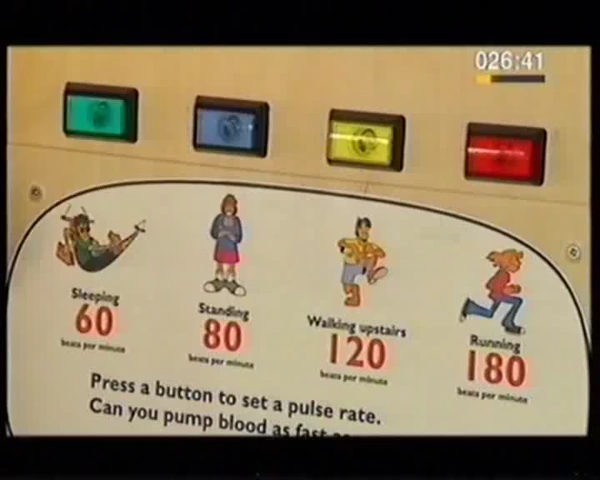 026:41
Sleeping
60
beats per minute
Standing
80
beats per minute
Walking upstairs
120
beats per minute
Running
180
beats per minute
Press a button to set a pulse rate.
Can you pump blood as fast